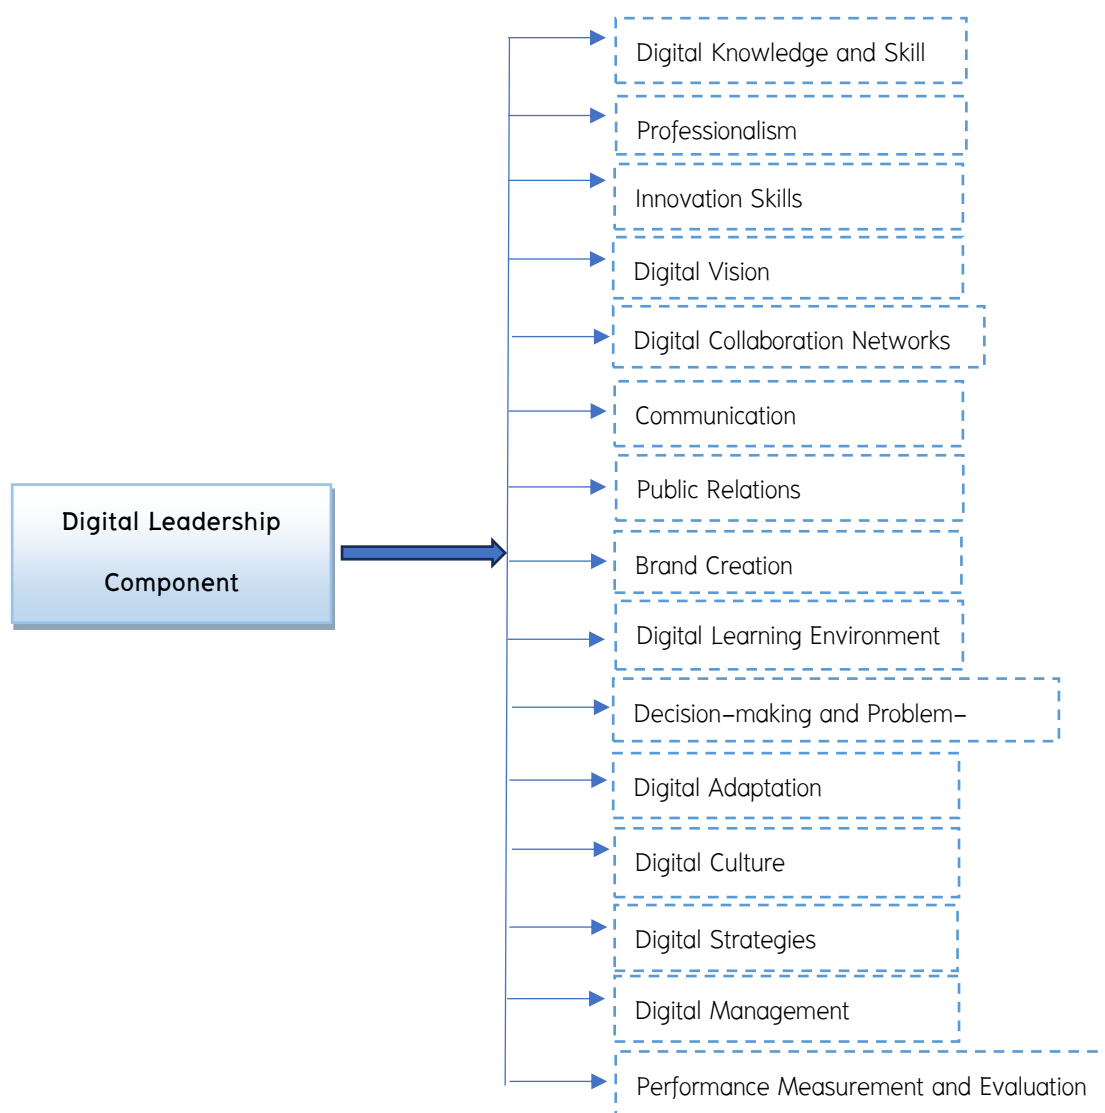 Digital Knowledge and Skill
Professionalism
Innovation Skills
Digital Vision
Digital Collaboration Networks
Communication
Public Relations
Digital Leadership
Component
Brand Creation
Digital Learning Environment
Decision-making and Problem-
Digital Adaptation
Digital Culture
Digital Strategies
Digital Management
Performance Measurement and Evaluation